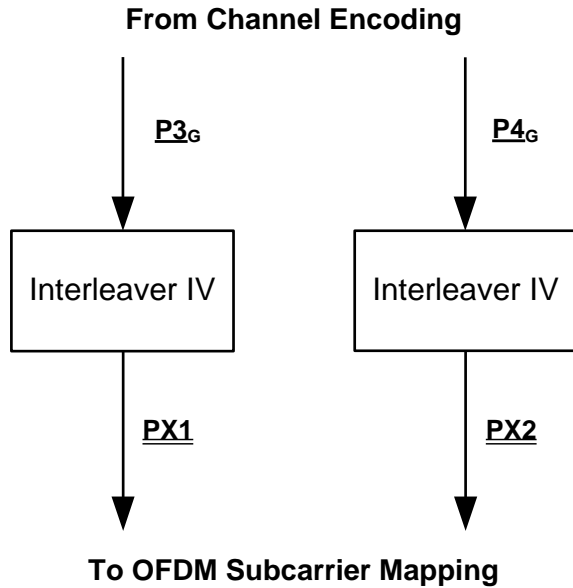 From Channel Encoding
P3G P4G
Interleaver IV Interleaver IV
PX1 PX2
To OFDM Subcarrier Mapping